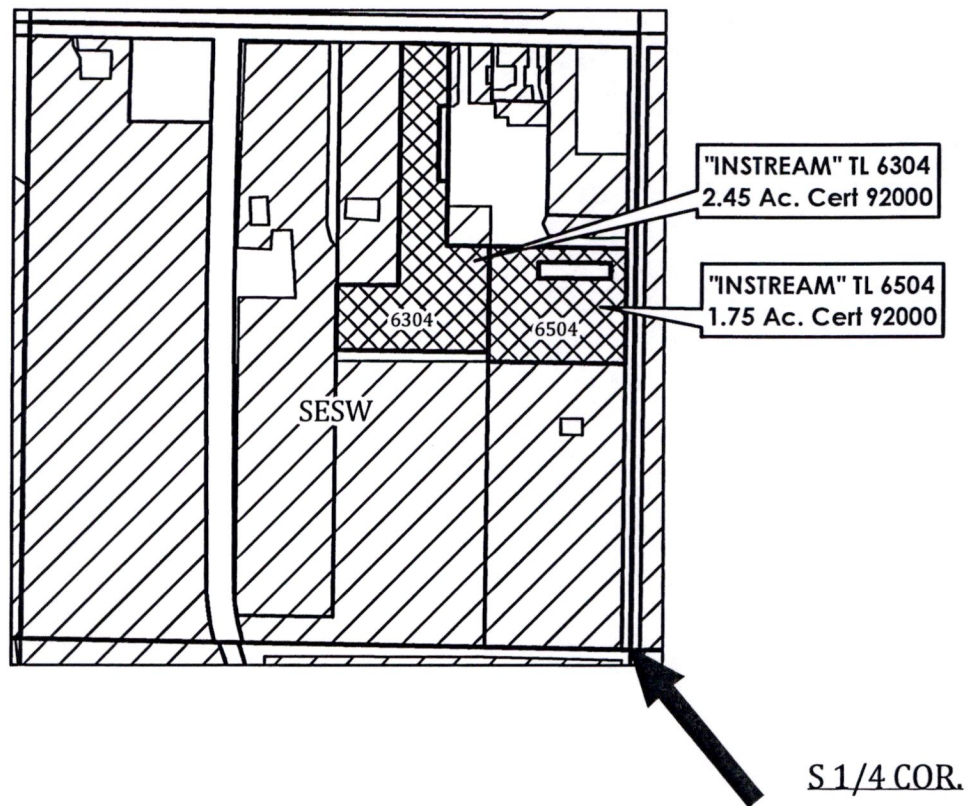 "INSTREAM" TL 6304
2.45 Ac. Cert 92000
"INSTREAM" TL 6504
1.75 Ac. Cert 92000
6304
6504
SESW
S 1/4 COR.